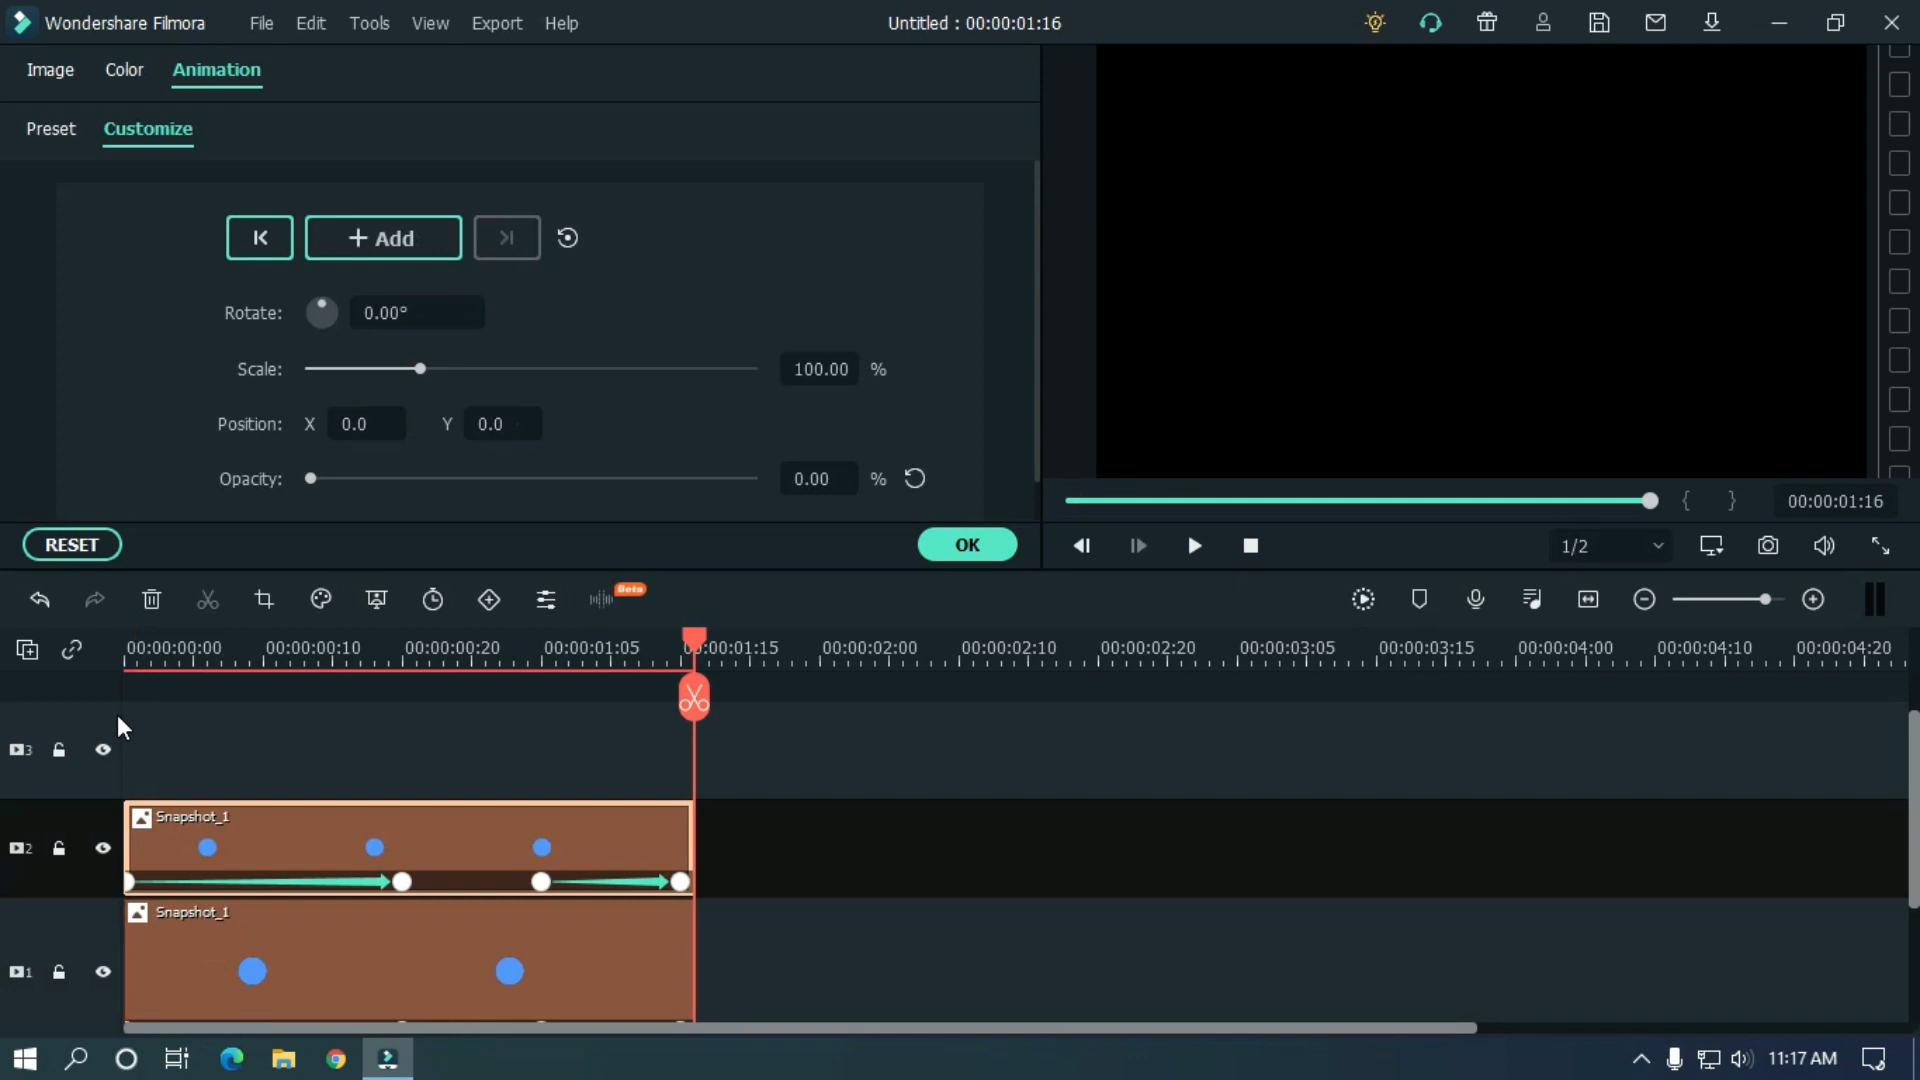 Wondershare Filmora File Edit Tools View Export Help Untitled : 00:00:01:16
Image Color Animation
Preset Customize
+ Add
Rotate: 0.00°
Scale: 100.00 %
Position: X 0.0 Y 0.0
Opacity: 0.00 %
00:00:01:16
RESET OK
1/2
Beta
00:00:00:00 00:00:00:10 00:00:00:20 00:00:01:05 00:00:01:15 00:00:02:00 00:00:02:10 00:00:02:20 00:00:03:05 00:00:03:15 00:00:04:00 00:00:04:10 00:00:04:20
3
Snapshot_1
2
Snapshot_1
1
11:17 AM